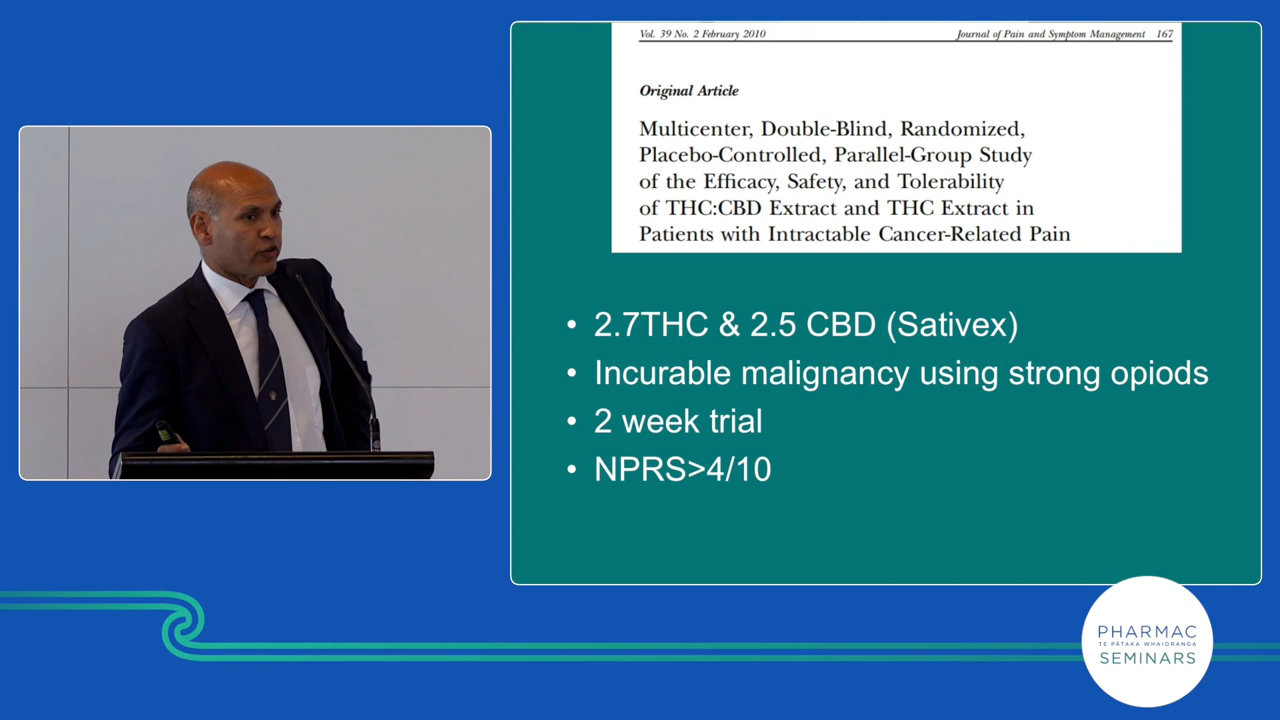 Vol. 39 No. 2 February 2010
Journal of Pain and Symptom Management 167
Original Article
Multicenter, Double-Blind, Randomized,
Placebo-Controlled, Parallel-Group Study
of the Efficacy, Safety, and Tolerability
of THC:CBD Extract and THC Extract in
Patients with Intractable Cancer-Related Pain
• 2.7THC & 2.5 CBD (Sativex)
• Incurable malignancy using strong opiods
• 2 week trial
• NPRS>4/10
PHARMAC
TE PĀTAKA WHAIORANGA
SEMINARS